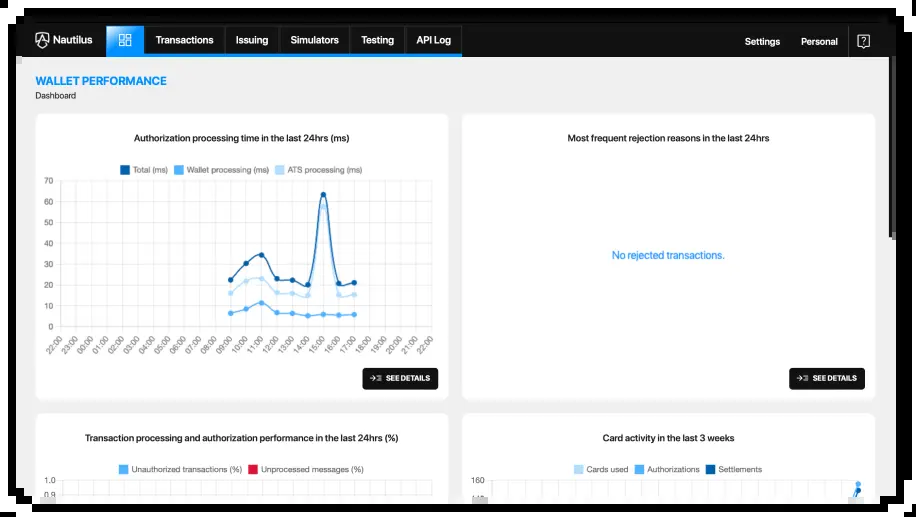 Nautilus
Transactions
Issuing
Simulators
Testing
API Log
Settings
Personal
WALLET PERFORMANCE
Dashboard
Authorization processing time in the last 24hrs (ms)
Total (ms) Wallet processing (ms) ATS processing (ms)
70
60
50
40
30
20
10
0
22:00 23:00 00:00 01:00 02:00 03:00 04:00 05:00 06:00 07:00 08:00 09:00 10:00 11:00 12:00 13:00 14:00 15:00 16:00 17:00 18:00 19:00 20:00 21:00 22:00
SEE DETAILS
Most frequent rejection reasons in the last 24hrs
No rejected transactions.
SEE DETAILS
Transaction processing and authorization performance in the last 24hrs (%)
Unauthorized transactions (%) Unprocessed messages (%)
1.0
0.9
Card activity in the last 3 weeks
Cards used Authorizations Settlements
160